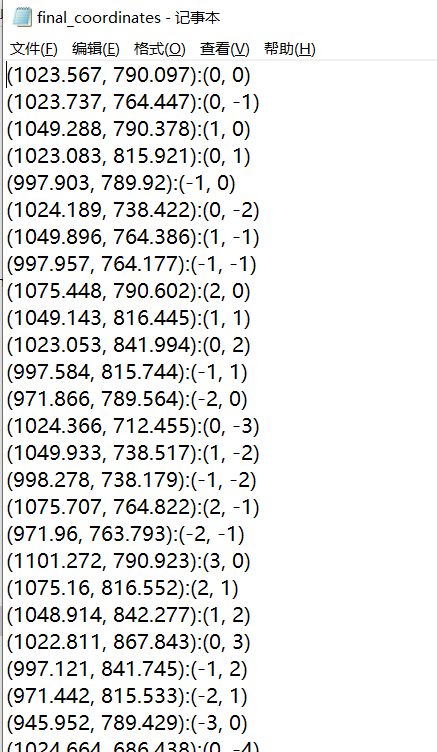 final_coordinates - 记事本
文件(F) 编辑(E) 格式(O) 查看(V) 帮助(H)
(1023.567, 790.097):(0, 0)
(1023.737, 764.447):(0, -1)
(1049.288, 790.378):(1, 0)
(1023.083, 815.921):(0, 1)
(997.903, 789.92):(-1, 0)
(1024.189, 738.422):(0, -2)
(1049.896, 764.386):(1, -1)
(997.957, 764.177):(-1, -1)
(1075.448, 790.602):(2, 0)
(1049.143, 816.445):(1, 1)
(1023.053, 841.994):(0, 2)
(997.584, 815.744):(-1, 1)
(971.866, 789.564):(-2, 0)
(1024.366, 712.455):(0, -3)
(1049.933, 738.517):(1, -2)
(998.278, 738.179):(-1, -2)
(1075.707, 764.822):(2, -1)
(971.96, 763.793):(-2, -1)
(1101.272, 790.923):(3, 0)
(1075.16, 816.552):(2, 1)
(1048.914, 842.277):(1, 2)
(1022.811, 867.843):(0, 3)
(997.121, 841.745):(-1, 2)
(971.442, 815.533):(-2, 1)
(945.952, 789.429):(-3, 0)
(1024.664, 686.438):(0, -4)